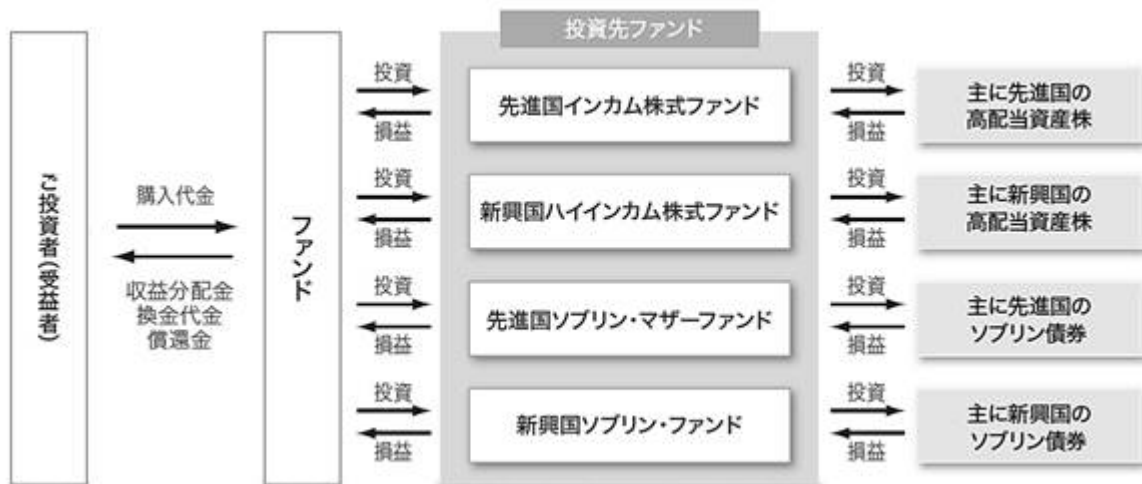 投資先ファンド
ご投資者(受益者)
購入代金
収益分配金
換金代金
償還金
ファンド
投資
損益
先進国インカム株式ファンド
投資
損益
主に先進国の
高配当資産株
投資
損益
新興国ハイインカム株式ファンド
投資
損益
主に新興国の
高配当資産株
投資
損益
先進国ソブリン・マザーファンド
投資
損益
主に先進国の
ソブリン債券
投資
損益
新興国ソブリン・ファンド
投資
損益
主に新興国の
ソブリン債券